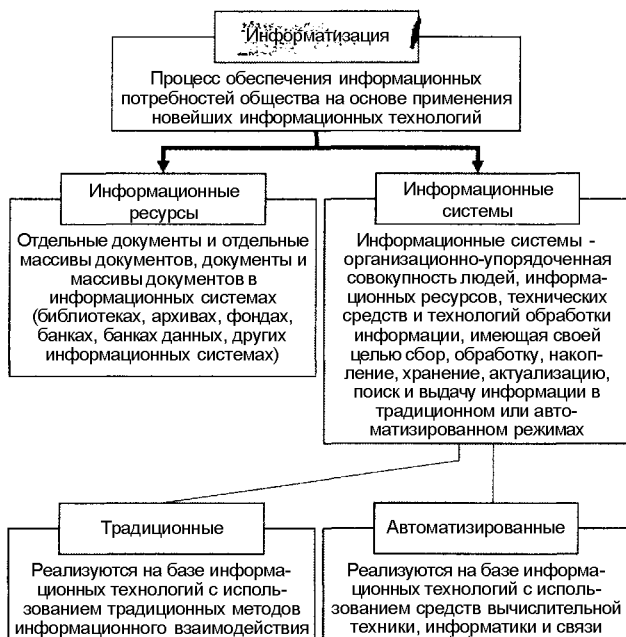 Информатизация
Процесс обеспечения информационных
потребностей общества на основе применения
новейших информационных технологий
Информационные
ресурсы
Отдельные документы и отдельные
массивы документов, документы и
массивы документов в
информационных системах
(библиотеках, архивах, фондах,
банках, банках данных, других
информационных системах)
Информационные
системы
Информационные системы -
организационно-упорядоченная
совокупность людей, информа-
ционных ресурсов, технических
средств и технологий обработки
информации, имеющая своей
целью сбор, обработку, накоп-
ление, хранение, актуализацию,
поиск и выдачу информации в
традиционном или авто-
матизированном режимах
Традиционные
Реализуются на базе информа-
ционных технологий с исполь-
зованием традиционных методов
информационного взаимодействия
Автоматизированные
Реализуются на базе информа-
ционных технологий с использо-
ванием средств вычислительной
техники, информатики и связи